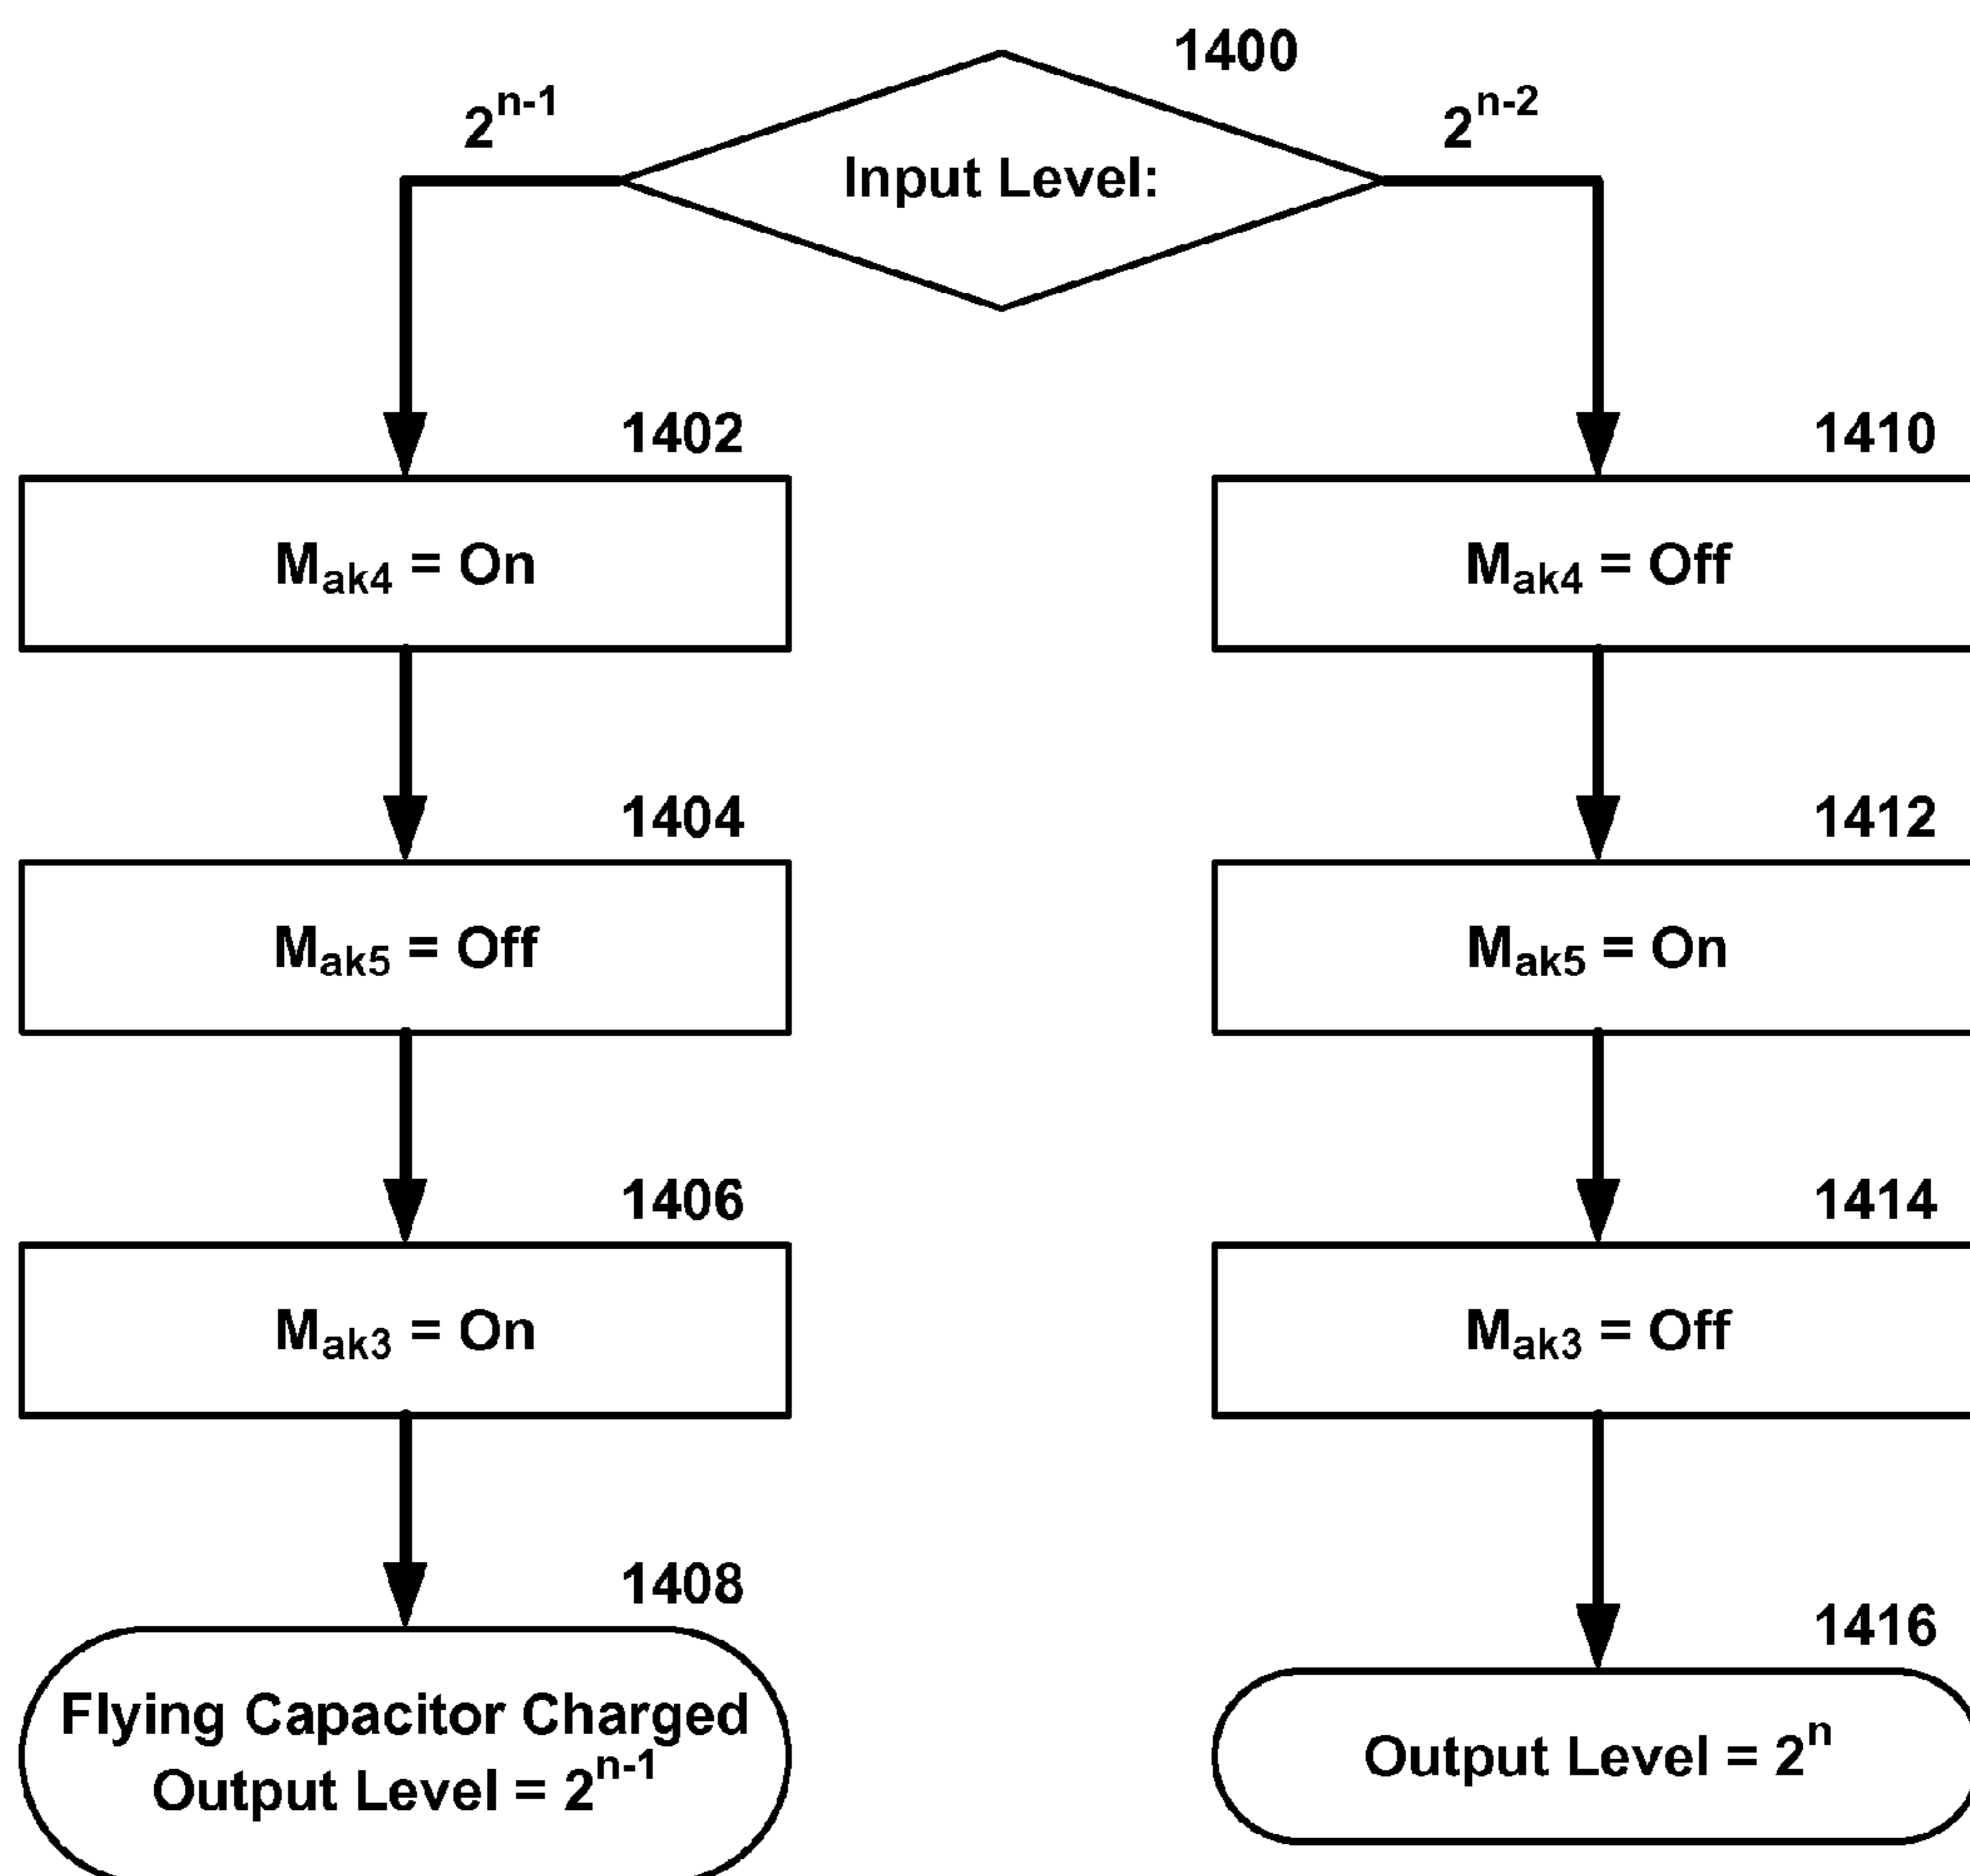 1400
2^n-1
Input Level:
2^n-2
1402
M_ak4 = On
1410
M_ak4 = Off
1404
M_ak5 = Off
1412
M_ak5 = On
1406
M_ak3 = On
1414
M_ak3 = Off
1408
Flying Capacitor Charged
Output Level = 2^n-1
1416
Output Level = 2^n